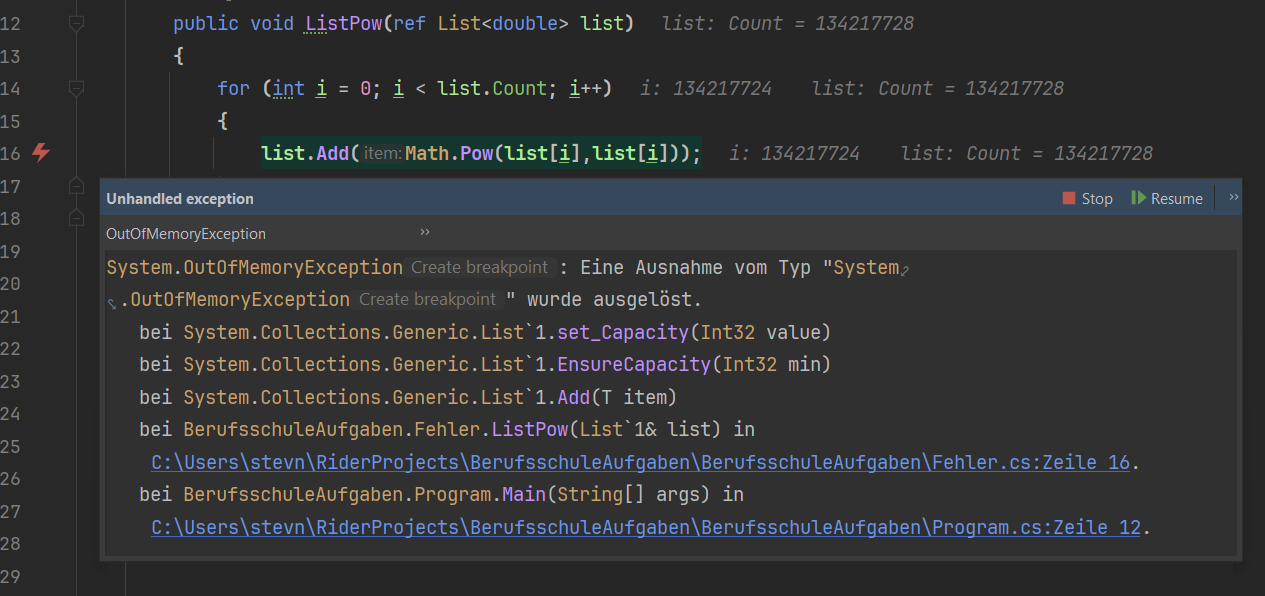 12 public void ListPow(ref List<double> list) list: Count = 134217728
13 {
14 for (int i = 0; i < list.Count; i++) i: 134217724 list: Count = 134217728
15 {
16 list.Add(item:Math.Pow(list[i],list[i])); i: 134217724 list: Count = 134217728
17
Unhandled exception Stop Resume »
18
OutOfMemoryException »
19
System.OutOfMemoryException Create breakpoint : Eine Ausnahme vom Typ "System
20
.OutOfMemoryException Create breakpoint " wurde ausgelöst.
21
bei System.Collections.Generic.List`1.set_Capacity(Int32 value)
22
bei System.Collections.Generic.List`1.EnsureCapacity(Int32 min)
23
bei System.Collections.Generic.List`1.Add(T item)
24
bei BerufsschuleAufgaben.Fehler.ListPow(List`1& list) in
25
C:\Users\stevn\RiderProjects\BerufsschuleAufgaben\BerufsschuleAufgaben\Fehler.cs:Zeile 16.
26
bei BerufsschuleAufgaben.Program.Main(String[] args) in
27
C:\Users\stevn\RiderProjects\BerufsschuleAufgaben\BerufsschuleAufgaben\Program.cs:Zeile 12.
28
29